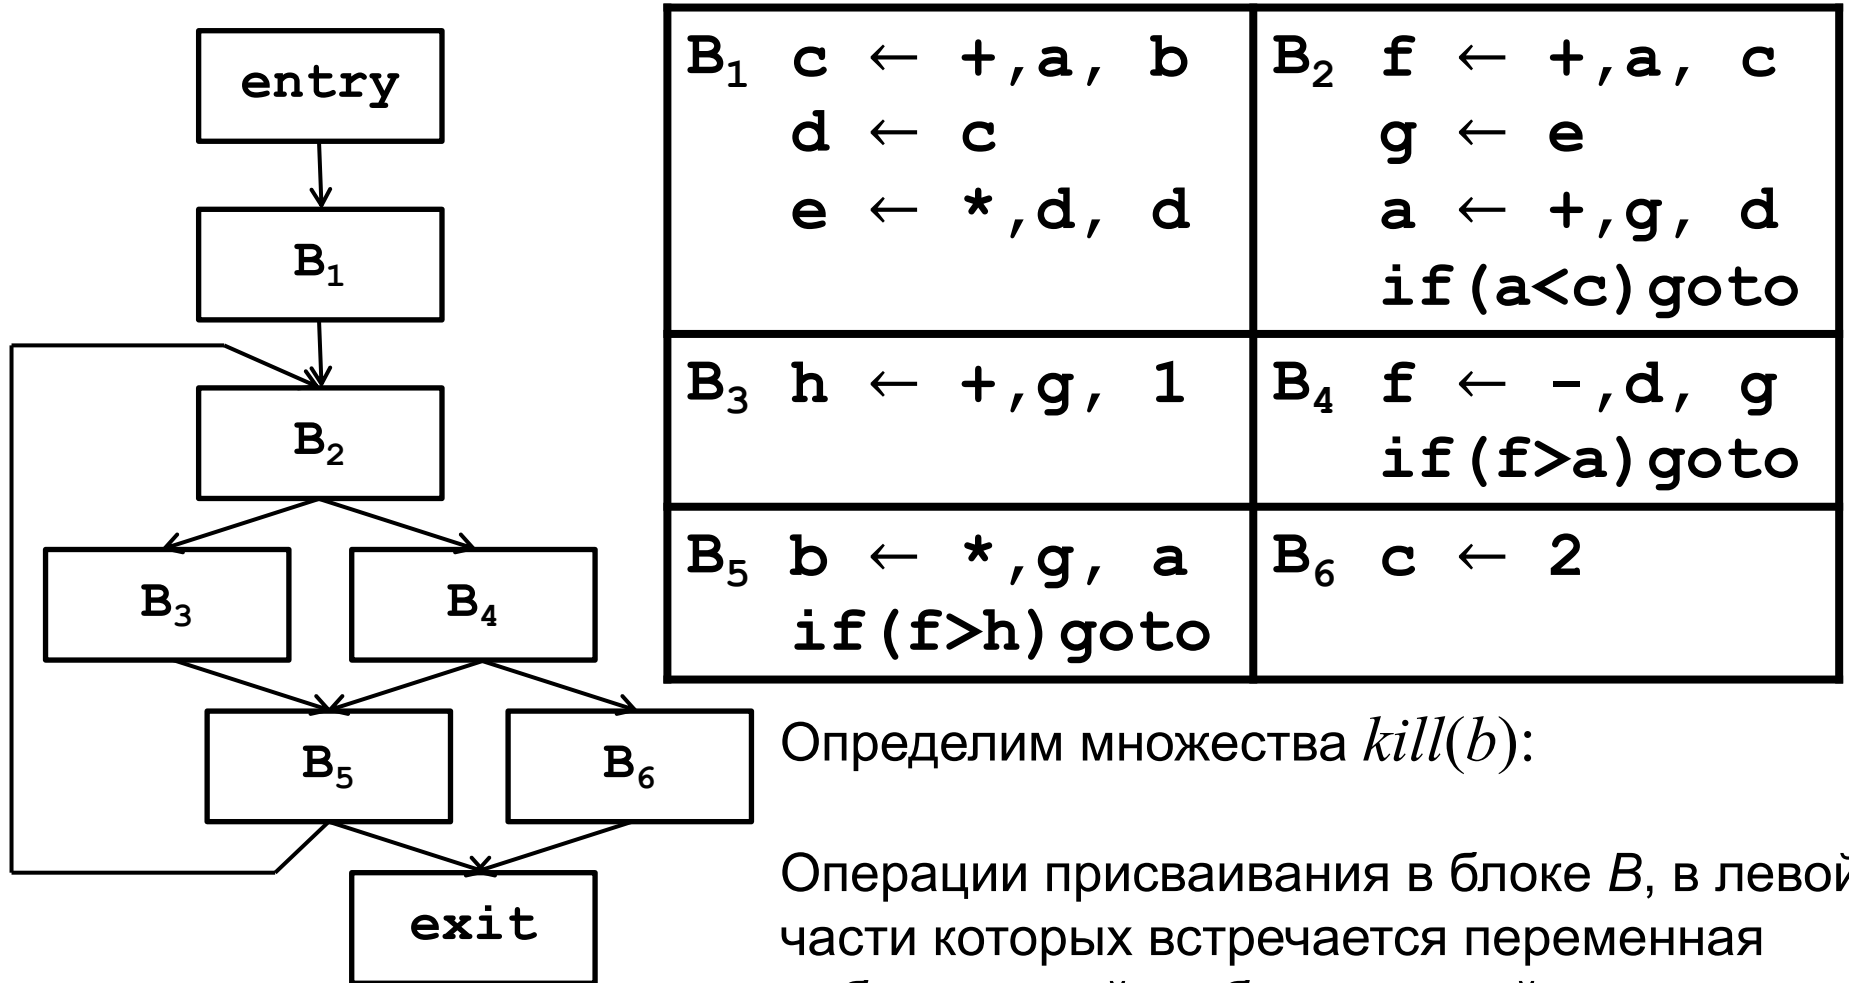 entry
B₁
B₂
B₃
B₄
B₅
B₆
exit
B₁ c ← +,a, b
d ← c
e ← *,d, d
B₂ f ← +,a, c
g ← e
a ← +,g, d
if(a<c)goto
B₃ h ← +,g, 1
B₄ f ← -,d, g
if(f>a)goto
B₅ b ← *,g, a
if(f>h)goto
B₆ c ← 2
Определим множества kill(b):
Операции присваивания в блоке B, в левой
части которых встречается переменная